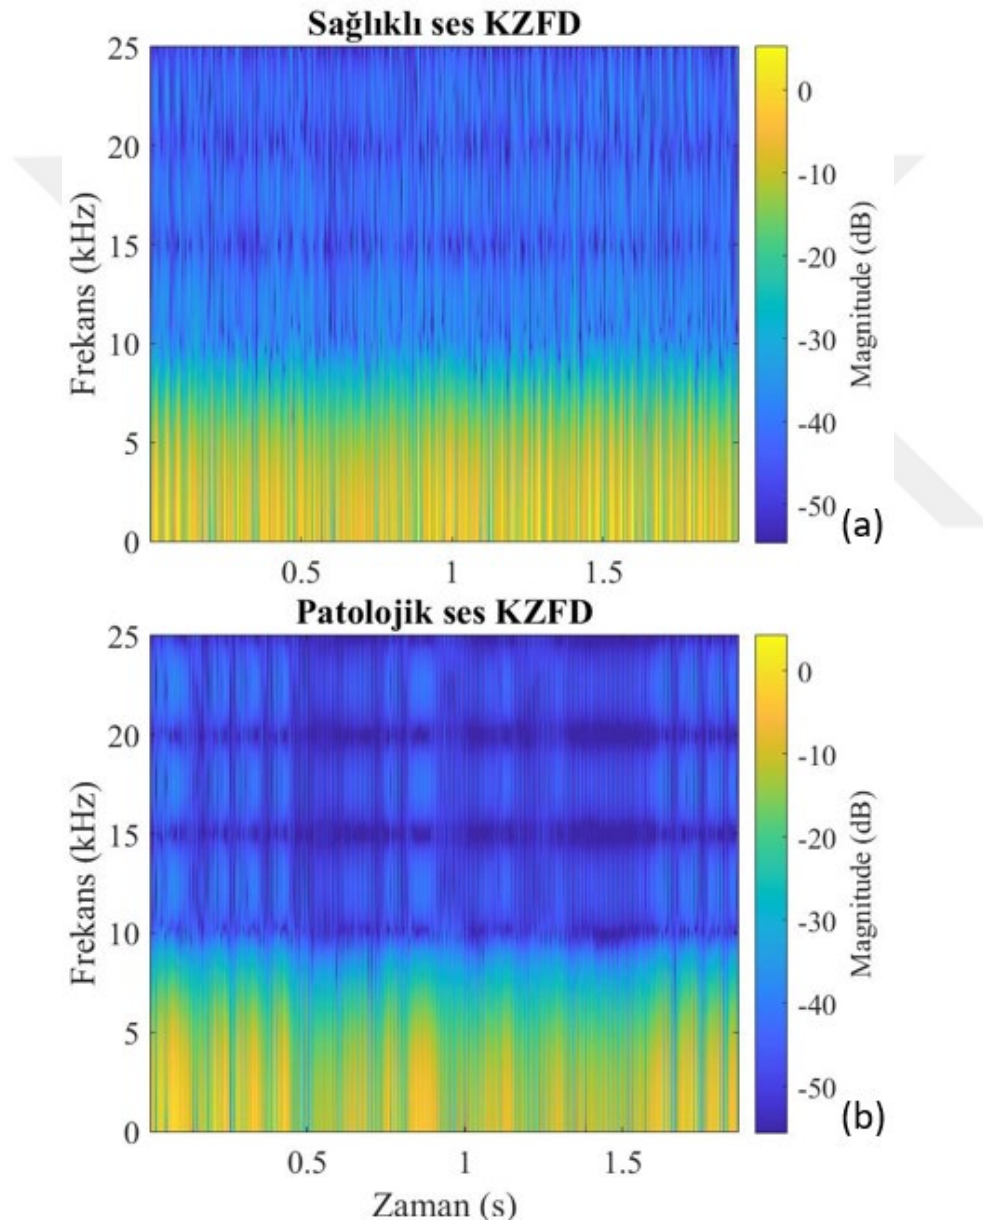 Sağlıklı ses KZFD
25
20
15
10
5
0
Frekans (kHz)
0.5 1 1.5
0
-10
-20
-30
-40
-50
Magnitude (dB)
(a)
Patolojik ses KZFD
25
20
15
10
5
0
Frekans (kHz)
0.5 1 1.5
Zaman (s)
0
-10
-20
-30
-40
-50
Magnitude (dB)
(b)